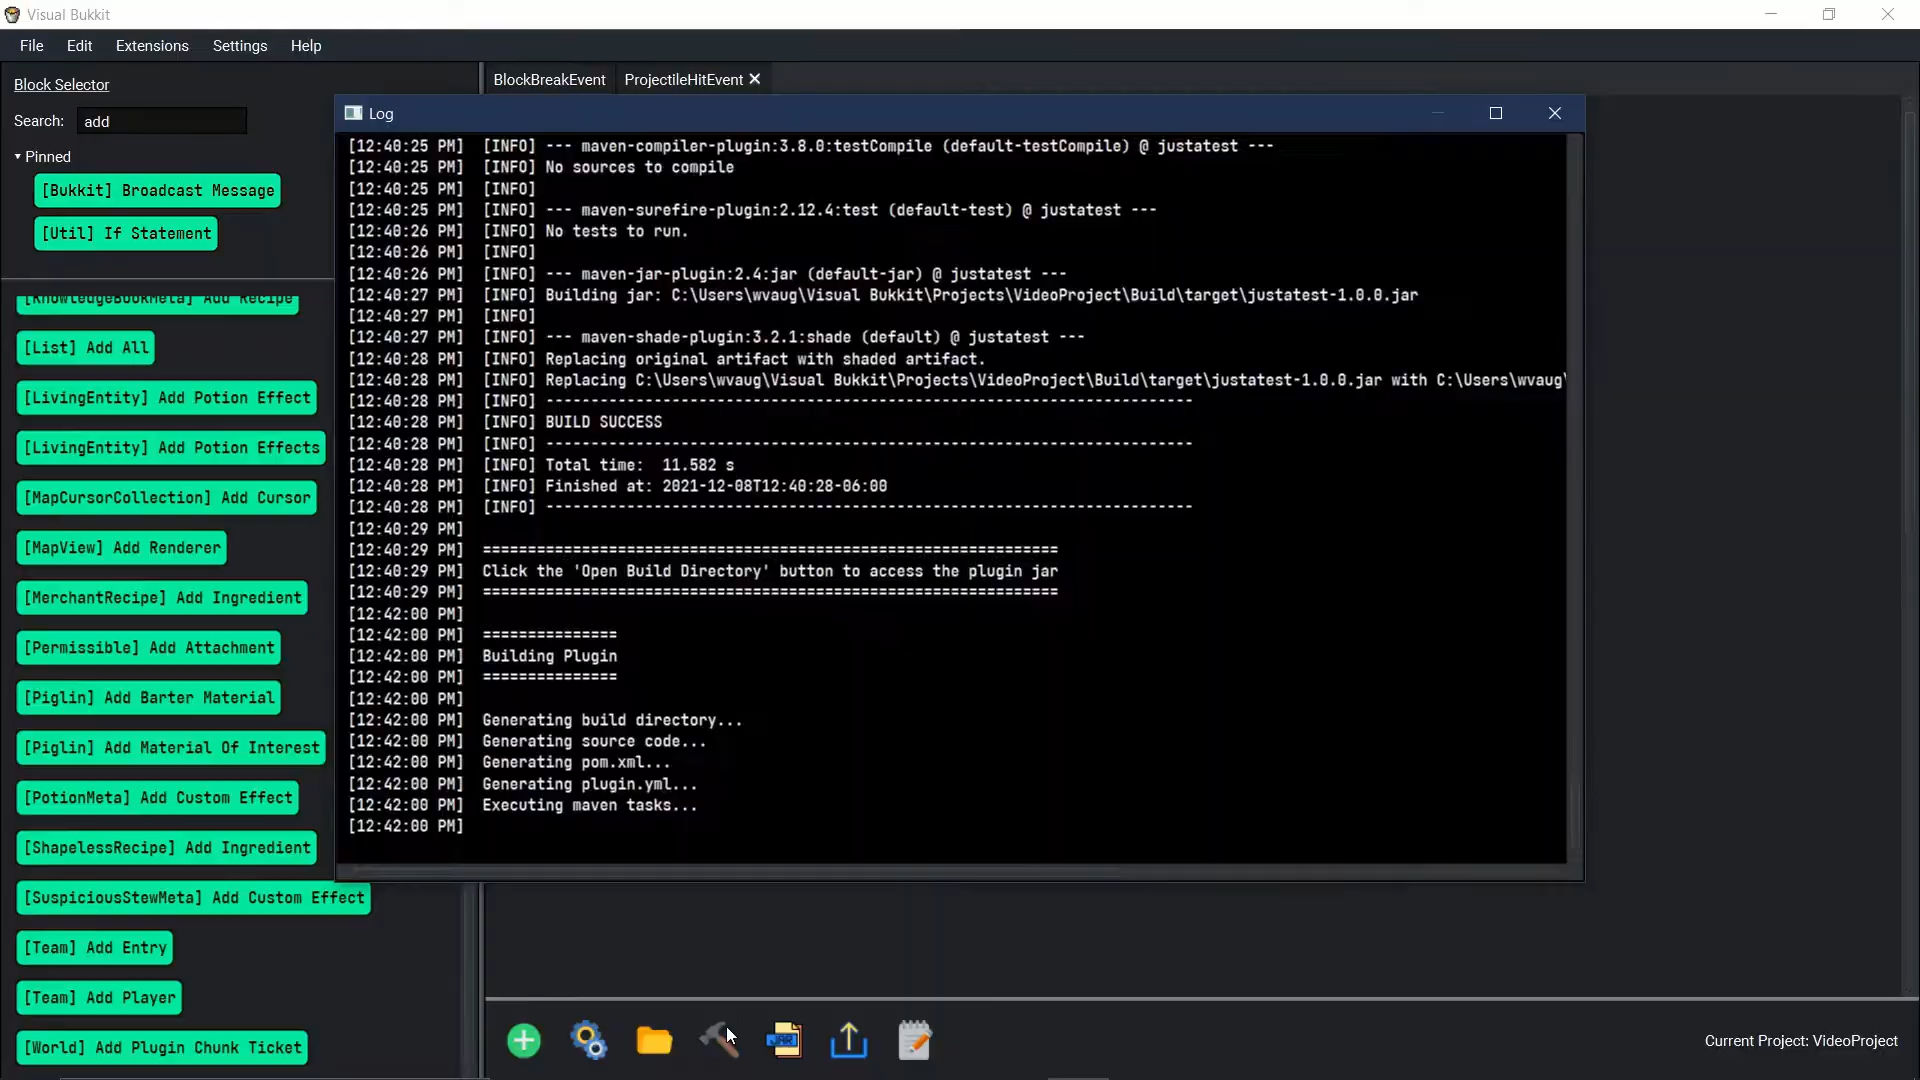 Visual Bukkit
File Edit Extensions Settings Help
Block Selector
Search: add
Pinned
[Bukkit] Broadcast Message
[Util] If Statement
[KnowledgeBookMeta] Add Recipe
[List] Add All
[LivingEntity] Add Potion Effect
[LivingEntity] Add Potion Effects
[MapCursorCollection] Add Cursor
[MapView] Add Renderer
[MerchantRecipe] Add Ingredient
[Permissible] Add Attachment
[Piglin] Add Barter Material
[Piglin] Add Material Of Interest
[PotionMeta] Add Custom Effect
[ShapelessRecipe] Add Ingredient
[SuspiciousStewMeta] Add Custom Effect
[Team] Add Entry
[Team] Add Player
[World] Add Plugin Chunk Ticket
BlockBreakEvent ProjectileHitEvent
Log
[12:40:25 PM] [INFO] --- maven-compiler-plugin:3.8.0:testCompile (default-testCompile) @ justatest ---
[12:40:25 PM] [INFO] No sources to compile
[12:40:25 PM] [INFO]
[12:40:25 PM] [INFO] --- maven-surefire-plugin:2.12.4:test (default-test) @ justatest ---
[12:40:26 PM] [INFO] No tests to run.
[12:40:26 PM] [INFO]
[12:40:26 PM] [INFO] --- maven-jar-plugin:2.4:jar (default-jar) @ justatest ---
[12:40:27 PM] [INFO] Building jar: C:\Users\wvaug\Visual Bukkit\Projects\VideoProject\Build\target\justatest-1.0.0.jar
[12:40:27 PM] [INFO]
[12:40:27 PM] [INFO] --- maven-shade-plugin:3.2.1:shade (default) @ justatest ---
[12:40:28 PM] [INFO] Replacing original artifact with shaded artifact.
[12:40:28 PM] [INFO] Replacing C:\Users\wvaug\Visual Bukkit\Projects\VideoProject\Build\target\justatest-1.0.0.jar with C:\Users\wvaug\
[12:40:28 PM] [INFO] ------------------------------------------------------------------------
[12:40:28 PM] [INFO] BUILD SUCCESS
[12:40:28 PM] [INFO] ------------------------------------------------------------------------
[12:40:28 PM] [INFO] Total time: 11.582 s
[12:40:28 PM] [INFO] Finished at: 2021-12-08T12:40:28-06:00
[12:40:28 PM] [INFO] ------------------------------------------------------------------------
[12:40:29 PM]
[12:40:29 PM] ================================================================
[12:40:29 PM] Click the 'Open Build Directory' button to access the plugin jar
[12:40:29 PM] ================================================================
[12:42:00 PM]
[12:42:00 PM] ===============
[12:42:00 PM] Building Plugin
[12:42:00 PM] ===============
[12:42:00 PM]
[12:42:00 PM] Generating build directory...
[12:42:00 PM] Generating source code...
[12:42:00 PM] Generating pom.xml...
[12:42:00 PM] Generating plugin.yml...
[12:42:00 PM] Executing maven tasks...
[12:42:00 PM]
JAR
Current Project: VideoProject